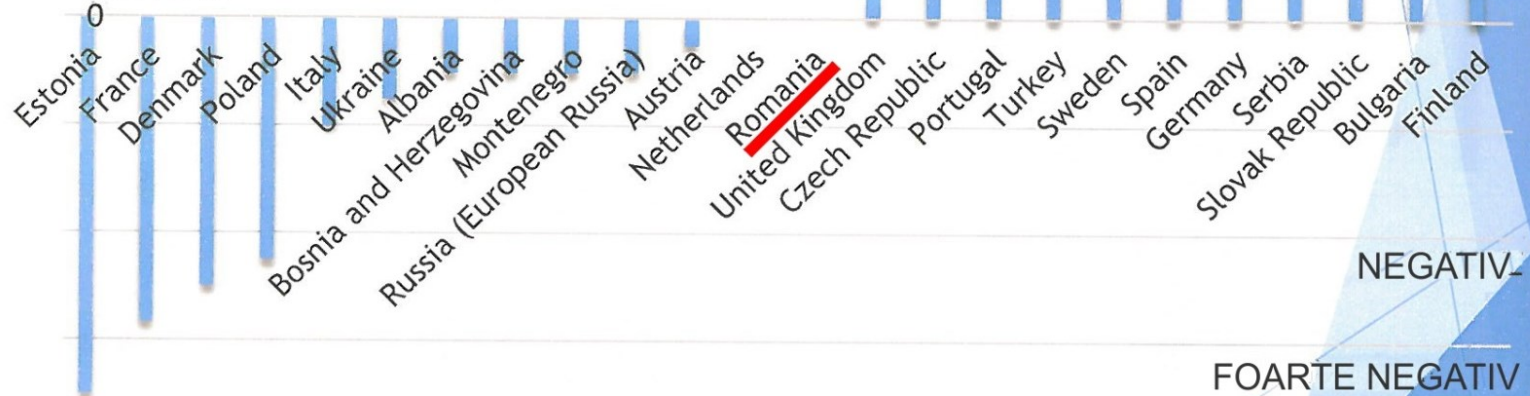 0
Estonia
France
Denmark
Poland
Italy
Ukraine
Albania
Bosnia and Herzegovina
Montenegro
Russia (European Russia)
Austria
Netherlands
Romania
United Kingdom
Czech Republic
Portugal
Turkey
Sweden
Spain
Germany
Serbia
Slovak Republic
Bulgaria
Finland
NEGATIV
FOARTE NEGATIV